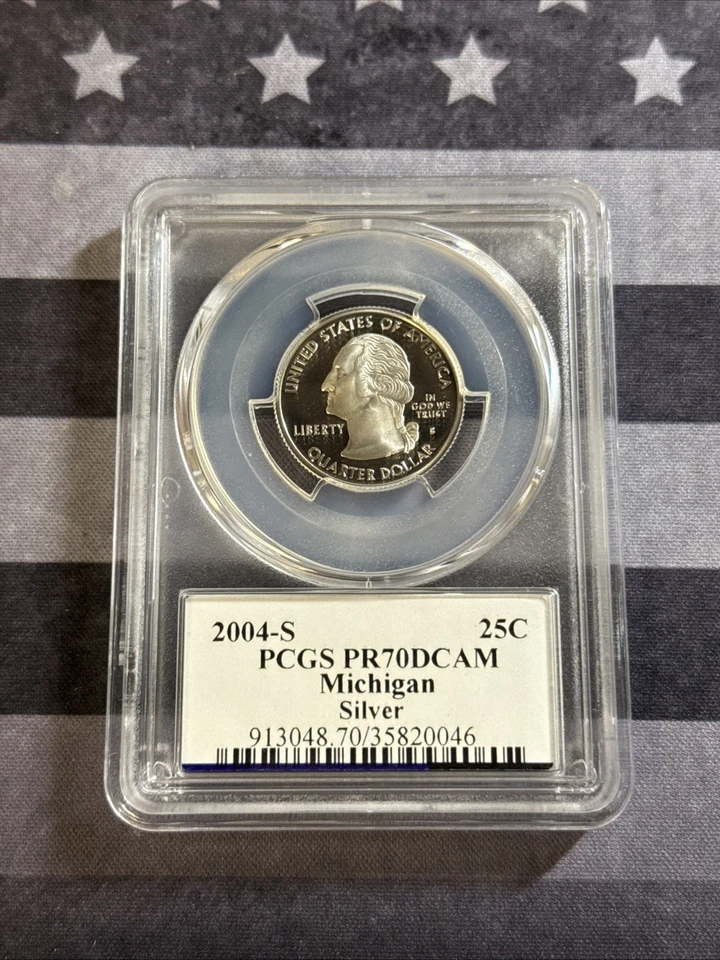 UNITED STATES OF AMERICA
IN
GOD WE
TRUST
LIBERTY
S
QUARTER DOLLAR
2004-S 25C
PCGS PR70DCAM
Michigan
Silver
913048.70/35820046